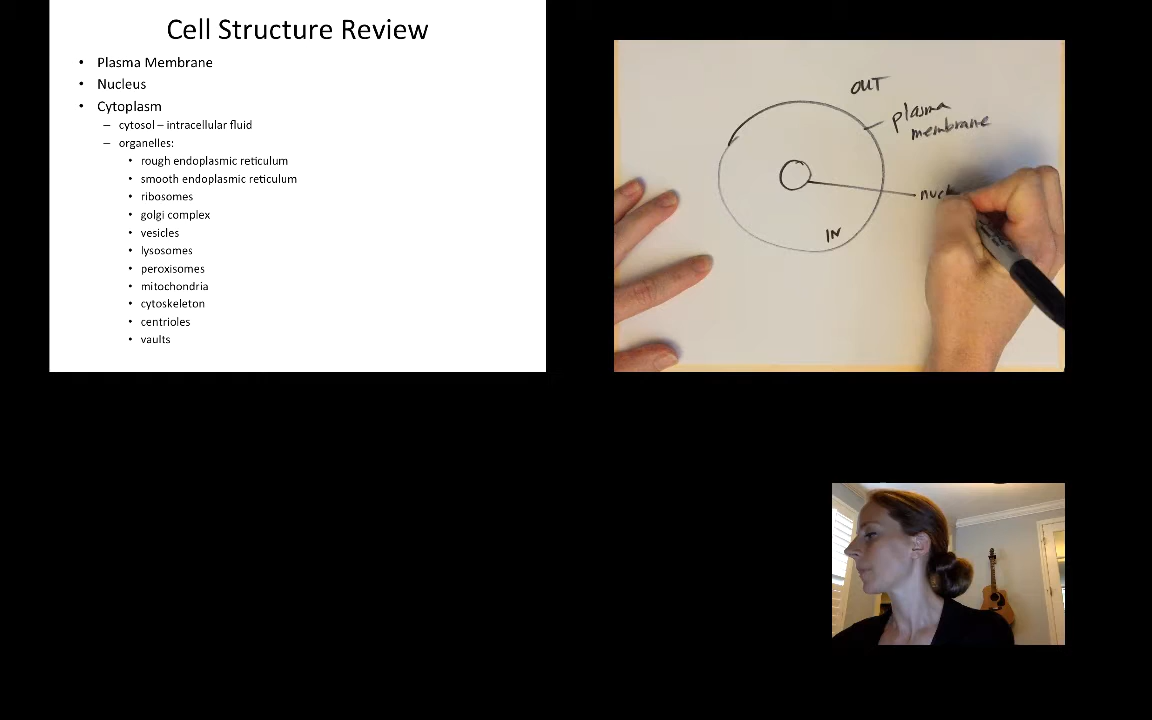 Cell Structure Review
• Plasma Membrane
• Nucleus
• Cytoplasm
– cytosol – intracellular fluid
– organelles:
• rough endoplasmic reticulum
• smooth endoplasmic reticulum
• ribosomes
• golgi complex
• vesicles
• lysosomes
• peroxisomes
• mitochondria
• cytoskeleton
• centrioles
• vaults
OUT
plasma
membrane
nucl
IN